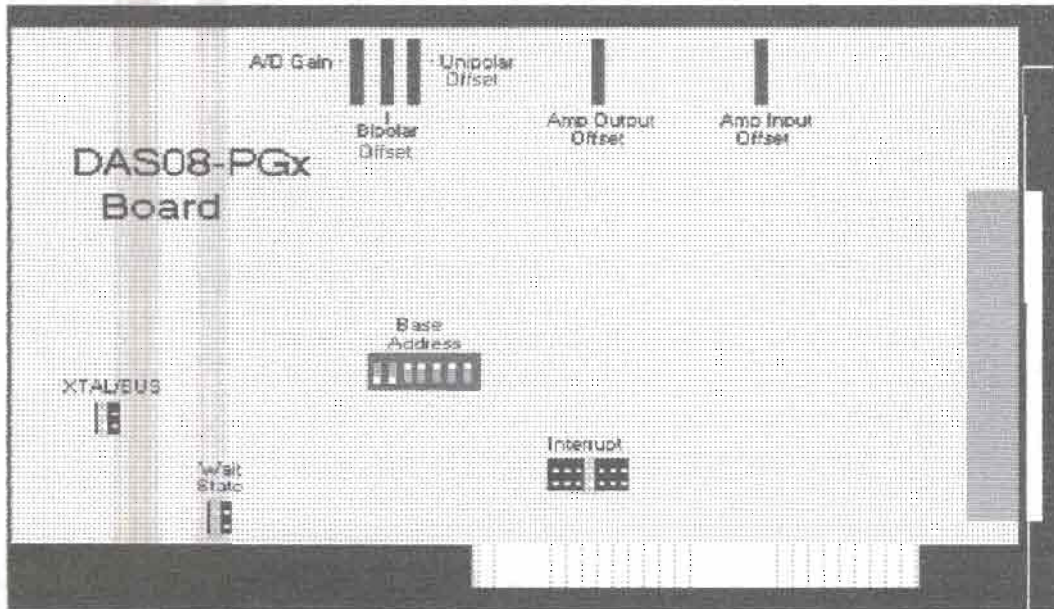 A/D Gain
Unipolar
Offset
Bipolar
Offset
Amp Output
Offset
Amp Input
Offset
DAS08-PGx
Board
Base
Address
XTAL/BUS
Interrupt
Wait
State